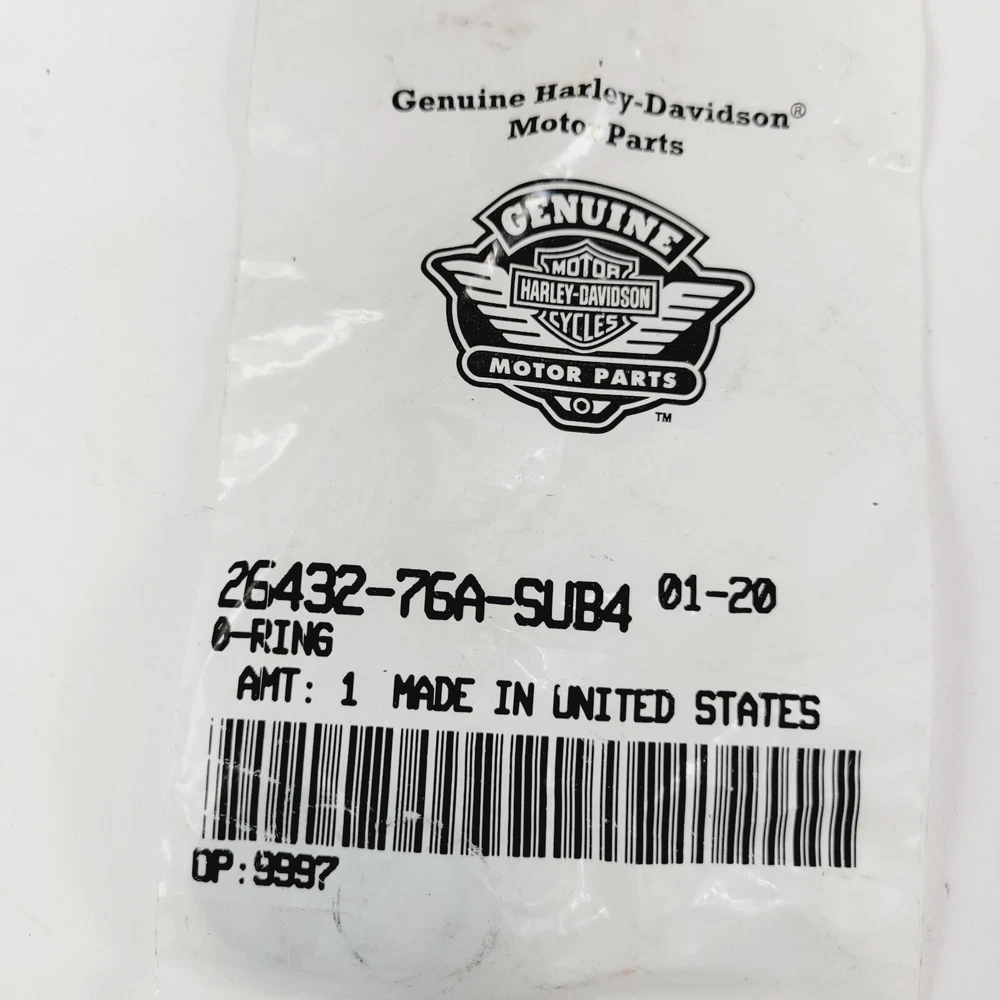 Genuine Harley-Davidson®
Motor Parts
GENUINE
MOTOR
HARLEY-DAVIDSON
CYCLES
MOTOR PARTS
TM
26432-76A-SUB4 01-20
O-RING
AMT: 1 MADE IN UNITED STATES
OP:9997